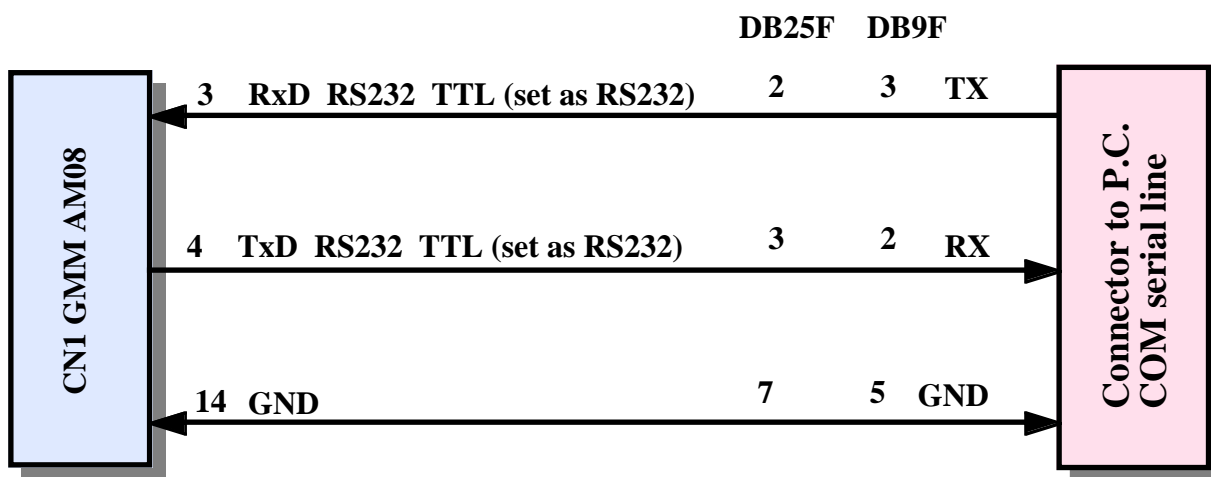 DB25F DB9F
3 RxD RS232 TTL (set as RS232) 2 3 TX
4 TxD RS232 TTL (set as RS232) 3 2 RX
14 GND 7 5 GND
CN1 GMM AM08
Connector to P.C.
COM serial line